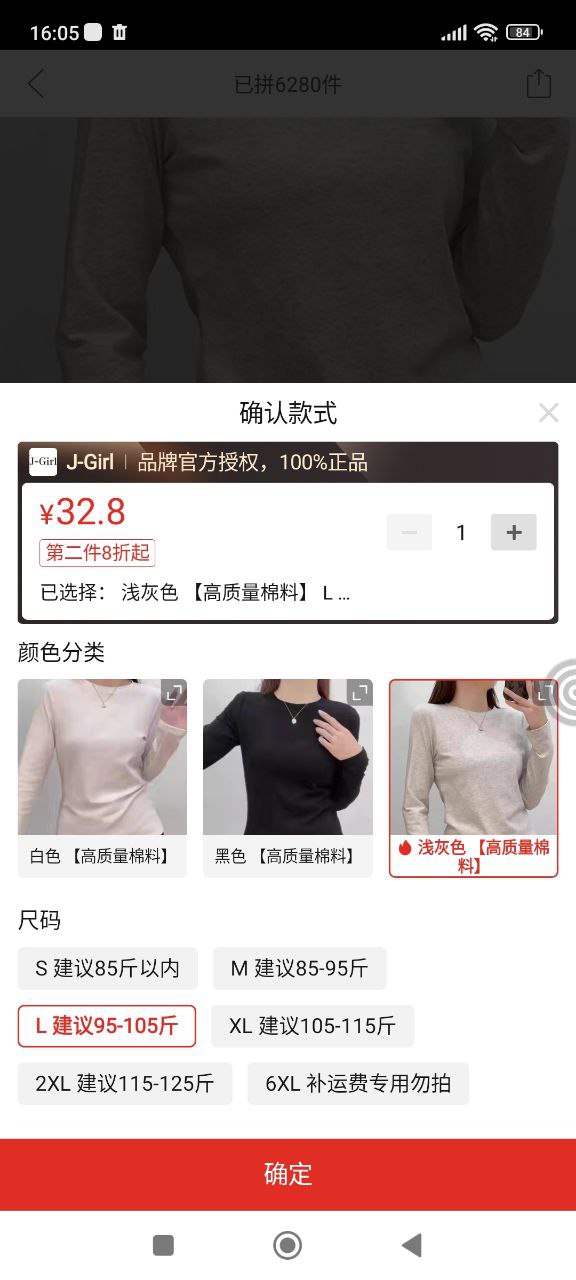 16:05
84
已拼6280件
确认款式
J-Girl J-Girl 品牌官方授权，100%正品
¥32.8
1
第二件8折起
已选择： 浅灰色 【高质量棉料】 L ...
颜色分类
白色 【高质量棉料】
黑色 【高质量棉料】
浅灰色 【高质量棉
料】
尺码
S 建议85斤以内
M 建议85-95斤
L 建议95-105斤
XL 建议105-115斤
2XL 建议115-125斤
6XL 补运费专用勿拍
确定